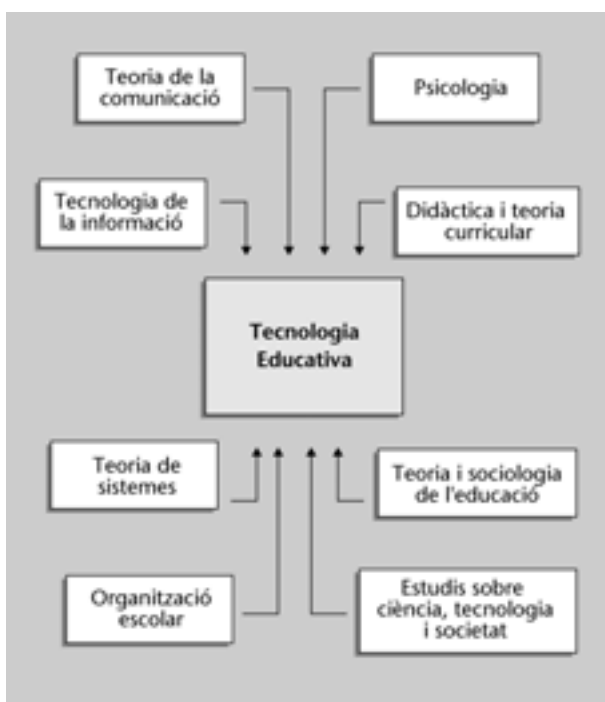 Teoria de la
comunicació
Psicologia
Tecnologia de
la informació
Didàctica i teoria
curricular
Tecnologia
Educativa
Teoria de
sistemes
Teoria i sociologia
de l'educació
Organització
escolar
Estudis sobre
ciència, tecnologia
i societat